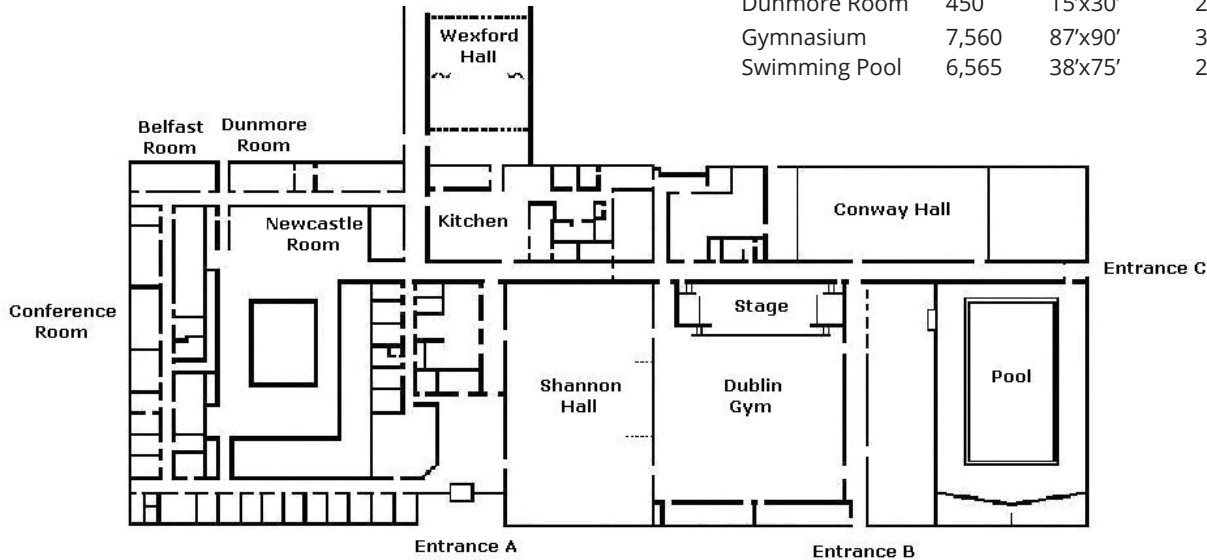 Dunmore Room 450 15'x30' 2
Gymnasium 7,560 87'x90' 3
Swimming Pool 6,565 38'x75' 2
Wexford
Hall
Belfast
Room
Dunmore
Room
Newcastle
Room
Kitchen
Conway Hall
Entrance C
Conference
Room
Stage
Shannon
Hall
Dublin
Gym
Pool
Entrance A
Entrance B